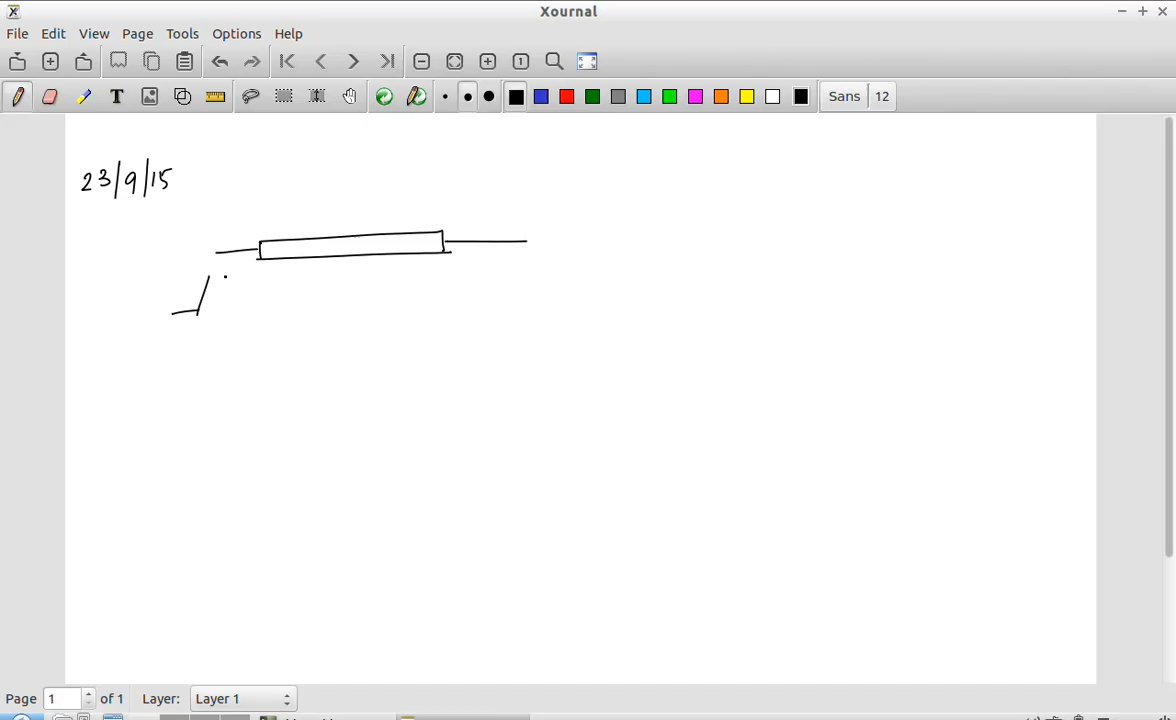 Xournal
File Edit View Page Tools Options Help
Sans 12
23/9/15
Page 1 of 1 Layer: Layer 1